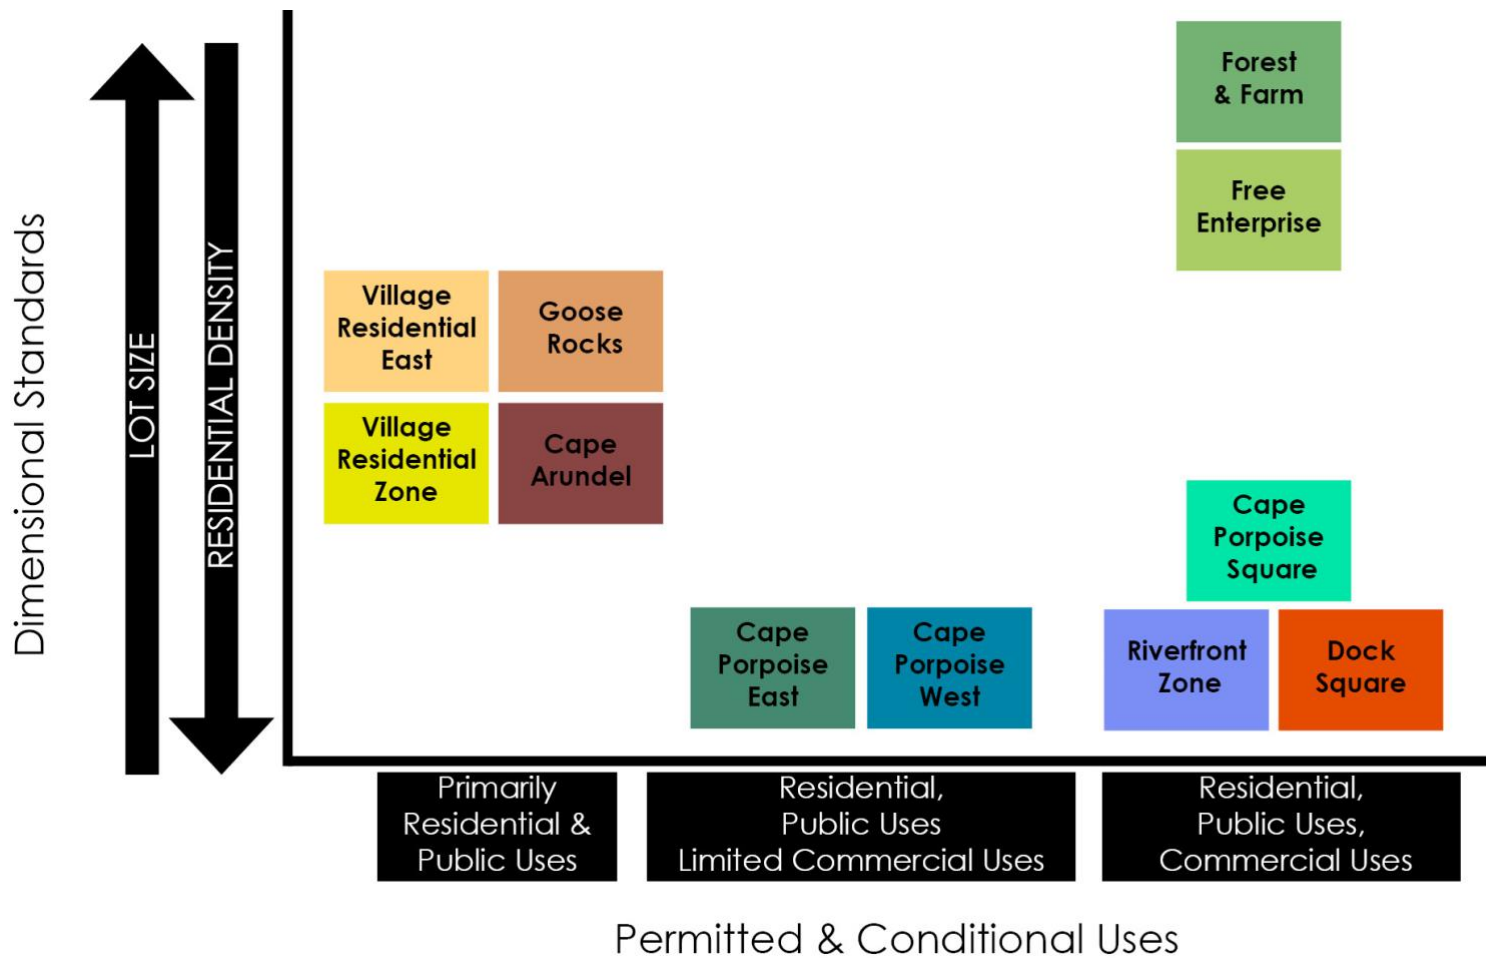 Dimensional Standards
LOT SIZE
RESIDENTIAL DENSITY
Forest
& Farm
Free
Enterprise
Village
Residential
East
Goose
Rocks
Village
Residential
Zone
Cape
Arundel
Cape
Porpoise
Square
Cape
Porpoise
East
Cape
Porpoise
West
Riverfront
Zone
Dock
Square
Primarily
Residential &
Public Uses
Residential,
Public Uses
Limited Commercial Uses
Residential,
Public Uses,
Commercial Uses
Permitted & Conditional Uses